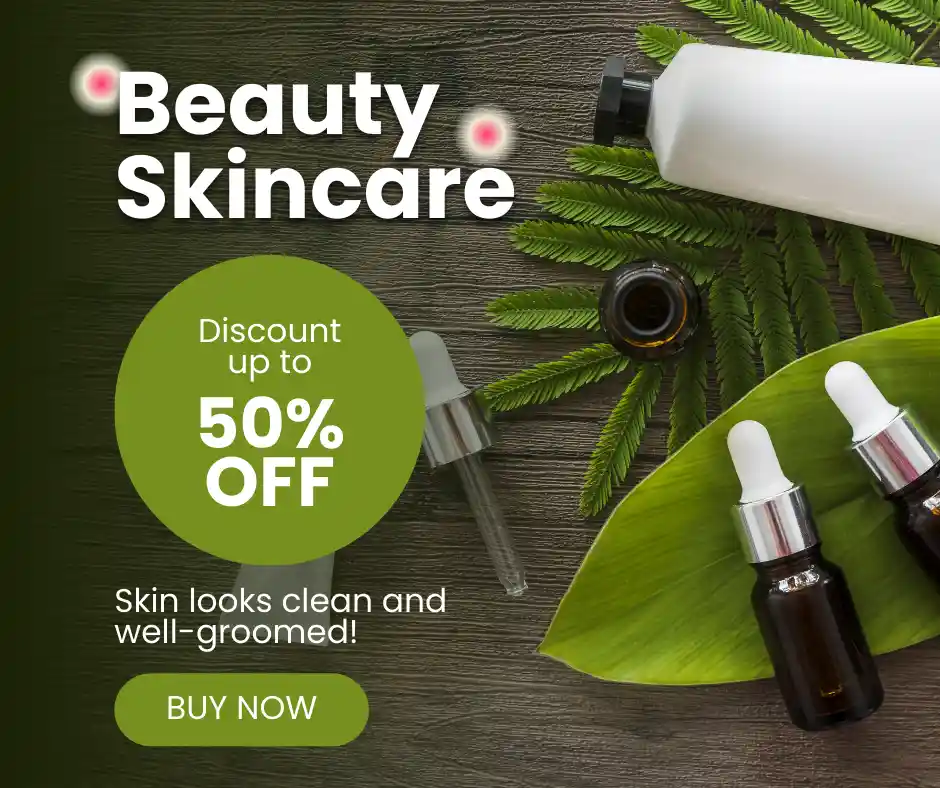 Beauty
Skincare
Discount
up to
50%
OFF
Skin looks clean and
well-groomed!
BUY NOW